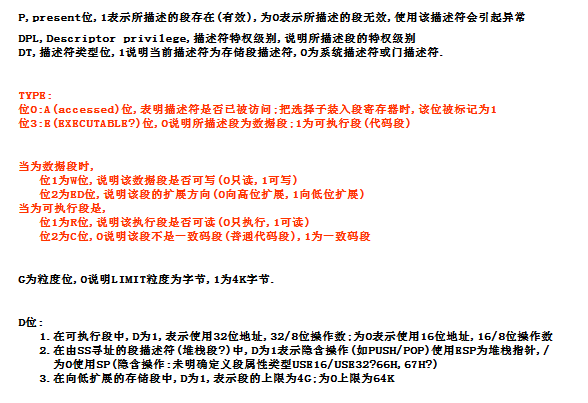 P,present位,1表示所描述的段存在(有效),为0表示所描述的段无效,使用该描述符会引起异常
DPL,Descriptor privilege,描述符特权级别,说明所描述段的特权级别
DT,描述符类型位,1说明当前描述符为存储段描述符,0为系统描述符或门描述符.
TYPE:
位0:A(accessed)位,表明描述符是否已被访问;把选择子装入段寄存器时,该位被标记为1
位3:E(EXECUTABLE?)位,0说明所描述段为数据段;1为可执行段(代码段)
当为数据段时,
位1为W位,说明该数据段是否可写(0只读,1可写)
位2为ED位,说明该段的扩展方向(0向高位扩展,1向低位扩展)
当为可执行段是,
位1为R位,说明该执行段是否可读(0只执行,1可读)
位2为C位,0说明该段不是一致码段(普通代码段),1为一致码段
G为粒度位,0说明LIMIT粒度为字节,1为4K字节.
D位:
1.在可执行段中,D为1,表示使用32位地址,32/8位操作数;为0表示使用16位地址,16/8位操作数
2.在由SS寻址的段描述符(堆栈段?)中,D为1表示隐含操作(如PUSH/POP)使用ESP为堆栈指针,/
为0使用SP(隐含操作:未明确定义段属性类型USE16/USE32?66H,67H?)
3.在向低扩展的存储段中,D为1,表示段的上限为4G;为0上限为64K